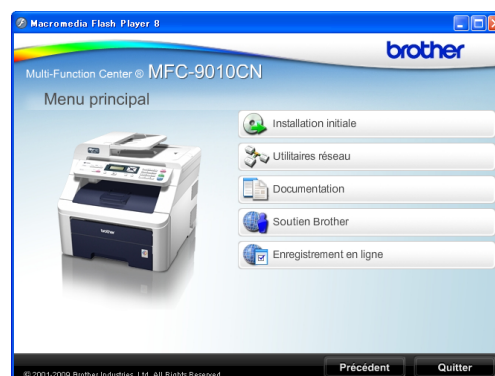 Macromedia Flash Player 8
brother
Multi-Function Center ® MFC-9010CN
Menu principal
Installation initiale
Utilitaires réseau
Documentation
Soutien Brother
Enregistrement en ligne
© 2001-2009 Brother Industries, Ltd. All Rights Reserved.
Précédent
Quitter